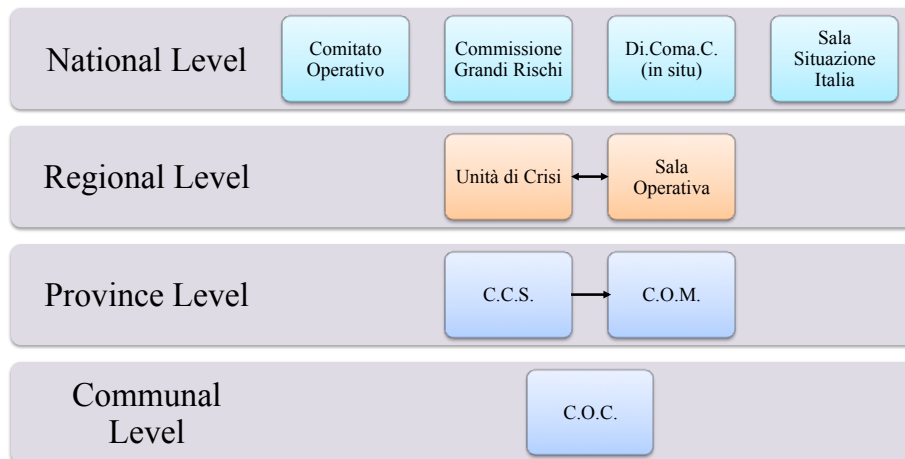 National Level
Comitato
Operativo
Commissione
Grandi Rischi
Di.Coma.C.
(in situ)
Sala
Situazione
Italia
Regional Level
Unità di Crisi
Sala
Operativa
Province Level
C.C.S.
C.O.M.
Communal
Level
C.O.C.